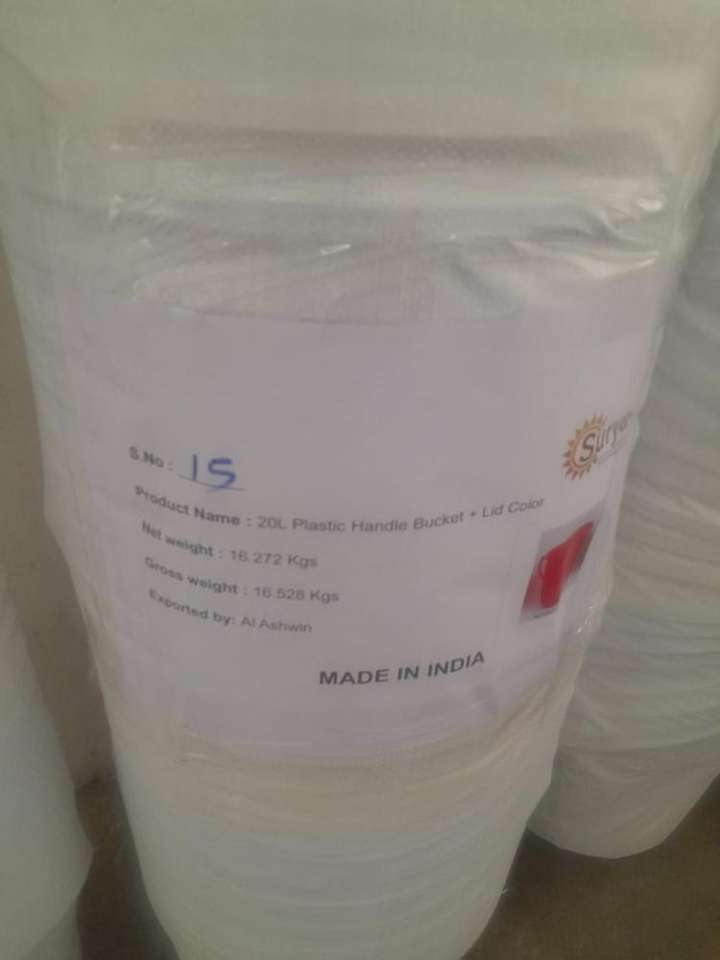 S.No : 15
Product Name : 20L Plastic Handle Bucket + Lid Color
Net weight : 16.272 Kgs
Gross weight : 16.528 Kgs
Exported by: Al Ashwin
MADE IN INDIA